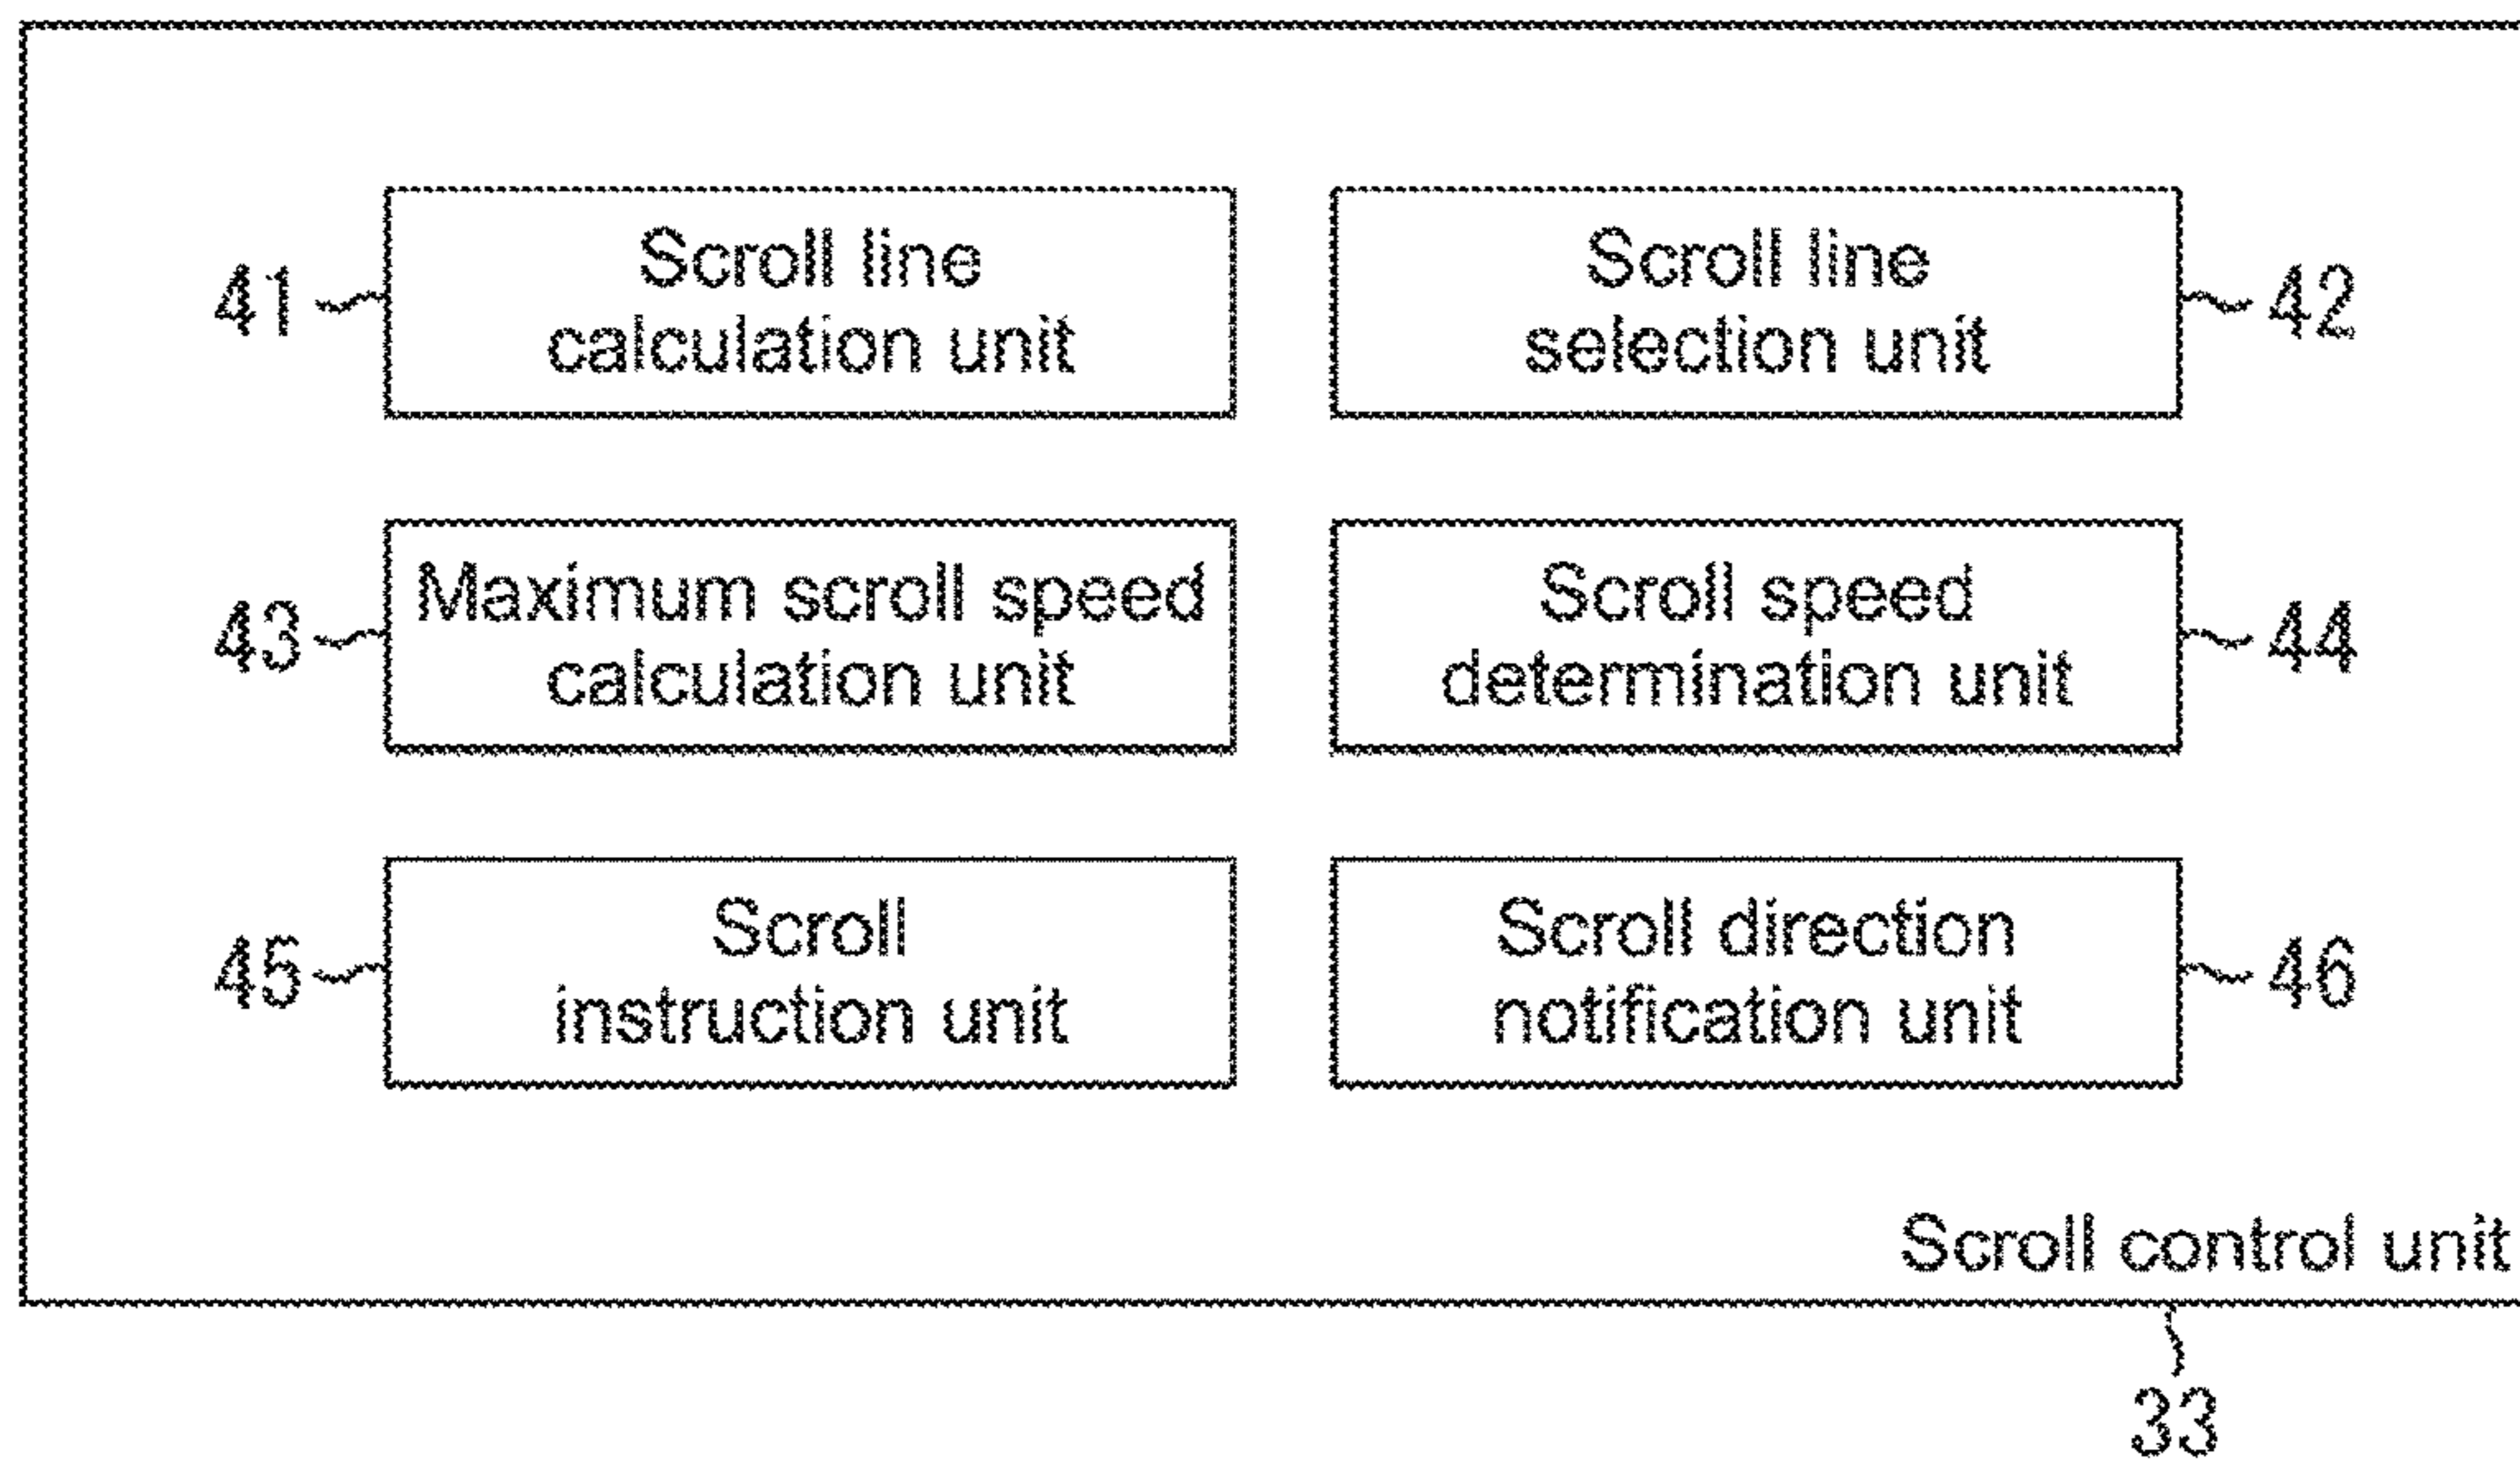 41
Scroll line
calculation unit
Scroll line
selection unit
42
43
Maximum scroll speed
calculation unit
Scroll speed
determination unit
44
45
Scroll
instruction unit
Scroll direction
notification unit
46
Scroll control unit
33